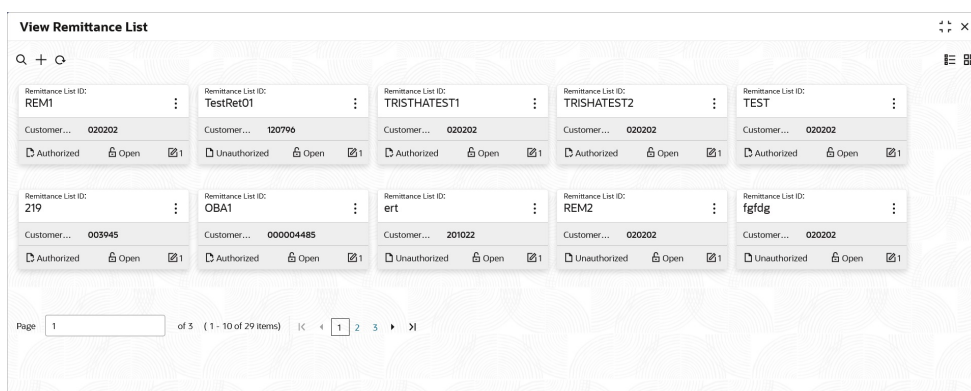 View Remittance List
Remittance List ID: Remittance List ID: Remittance List ID: Remittance List ID: Remittance List ID:
REM1 TestRet01 TRISTHATEST1 TRISHATEST2 TEST
Customer... 020202 Customer... 120796 Customer... 020202 Customer... 020202 Customer... 020202
Authorized Open 1 Unauthorized Open 1 Authorized Open 1 Authorized Open 1 Authorized Open 1
Remittance List ID: Remittance List ID: Remittance List ID: Remittance List ID: Remittance List ID:
219 OBA1 ert REM2 fgfdg
Customer... 003945 Customer... 000004485 Customer... 201022 Customer... 020202 Customer... 020202
Authorized Open 1 Authorized Open 1 Unauthorized Open 1 Unauthorized Open 1 Unauthorized Open 1
Page 1 of 3 (1 - 10 of 29 items) 1 2 3